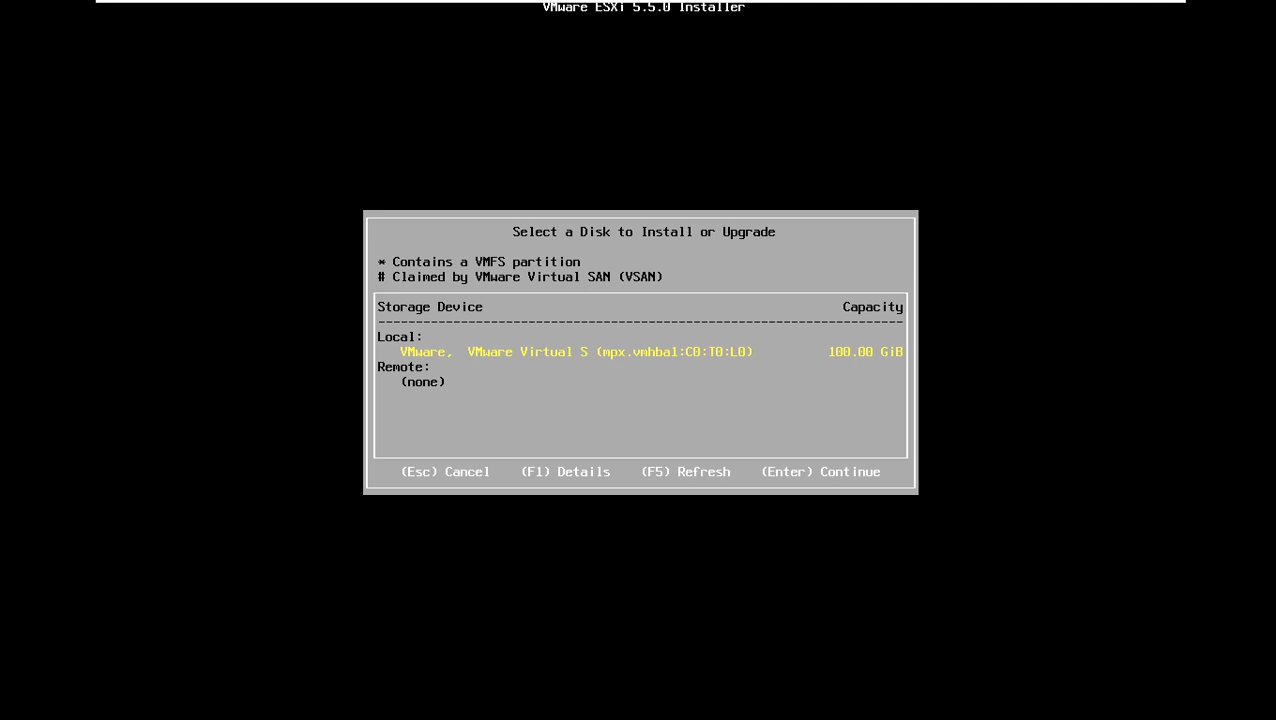 VMware ESXi 5.5.0 Installer
Select a Disk to Install or Upgrade
* Contains a VMFS partition
# Claimed by VMware Virtual SAN (VSAN)
Storage Device Capacity
--------------------------------------------------------------------------------
Local:
VMware,  VMware Virtual S (mpx.vmhba1:C0:T0:L0) 100.00 GiB
Remote:
(none)
(Esc) Cancel (F1) Details (F5) Refresh (Enter) Continue